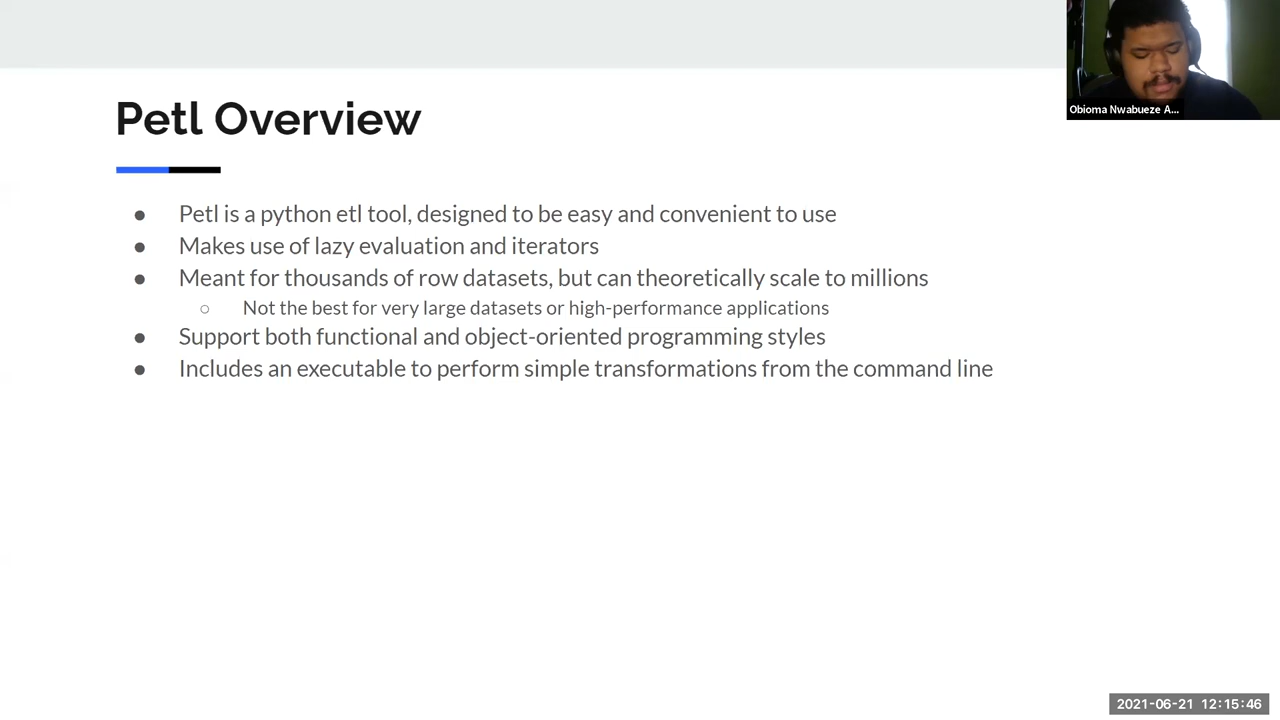 Petl Overview
● Petl is a python etl tool, designed to be easy and convenient to use
● Makes use of lazy evaluation and iterators
● Meant for thousands of row datasets, but can theoretically scale to millions
○ Not the best for very large datasets or high-performance applications
● Support both functional and object-oriented programming styles
● Includes an executable to perform simple transformations from the command line
Obioma Nwabueze A...
2021-06-21 12:15:46